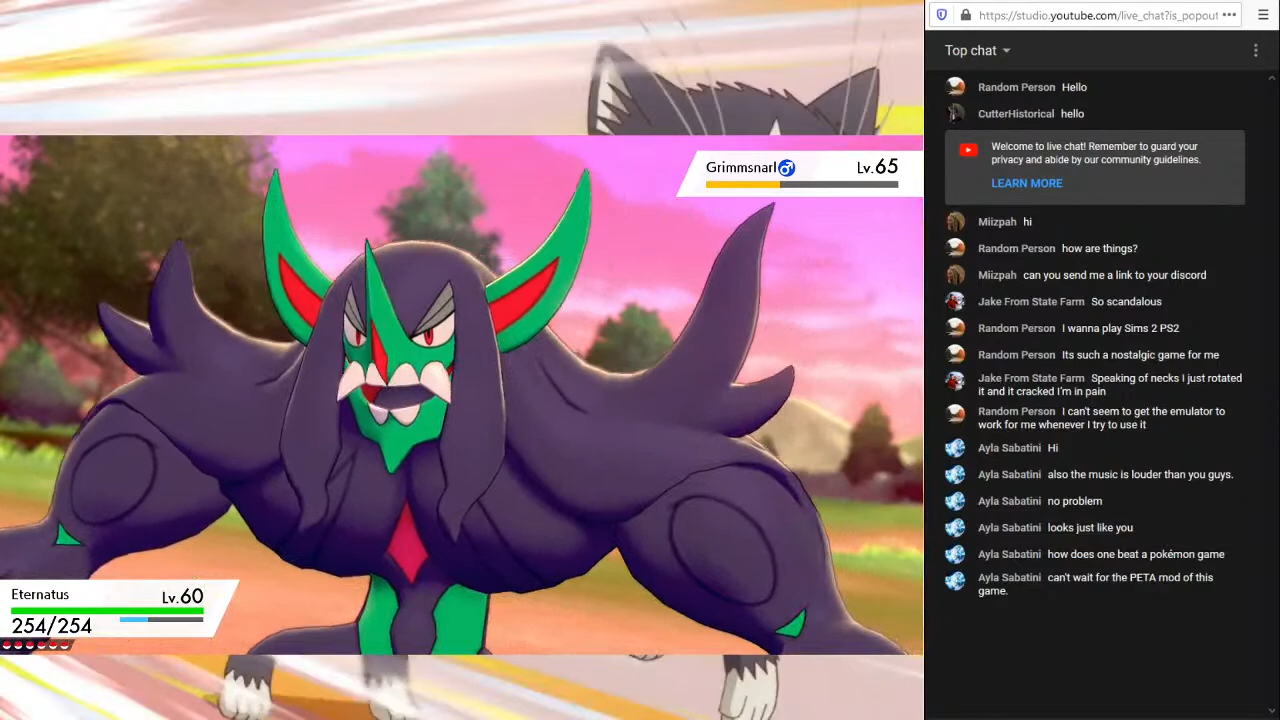 https://studio.youtube.com/live_chat?is_popout
Top chat
Random Person Hello
CutterHistorical hello
Welcome to live chat! Remember to guard your
privacy and abide by our community guidelines.
LEARN MORE
Miizpah hi
Random Person how are things?
Miizpah can you send me a link to your discord
Jake From State Farm So scandalous
Random Person I wanna play Sims 2 PS2
Random Person Its such a nostalgic game for me
Jake From State Farm Speaking of necks I just rotated
it and it cracked I'm in pain
Random Person I can't seem to get the emulator to
work for me whenever I try to use it
Ayla Sabatini Hi
Ayla Sabatini also the music is louder than you guys.
Ayla Sabatini no problem
Ayla Sabatini looks just like you
Ayla Sabatini how does one beat a pokémon game
Ayla Sabatini can't wait for the PETA mod of this
game.
Grimmsnarl♂ Lv.65
Eternatus Lv.60
254/254